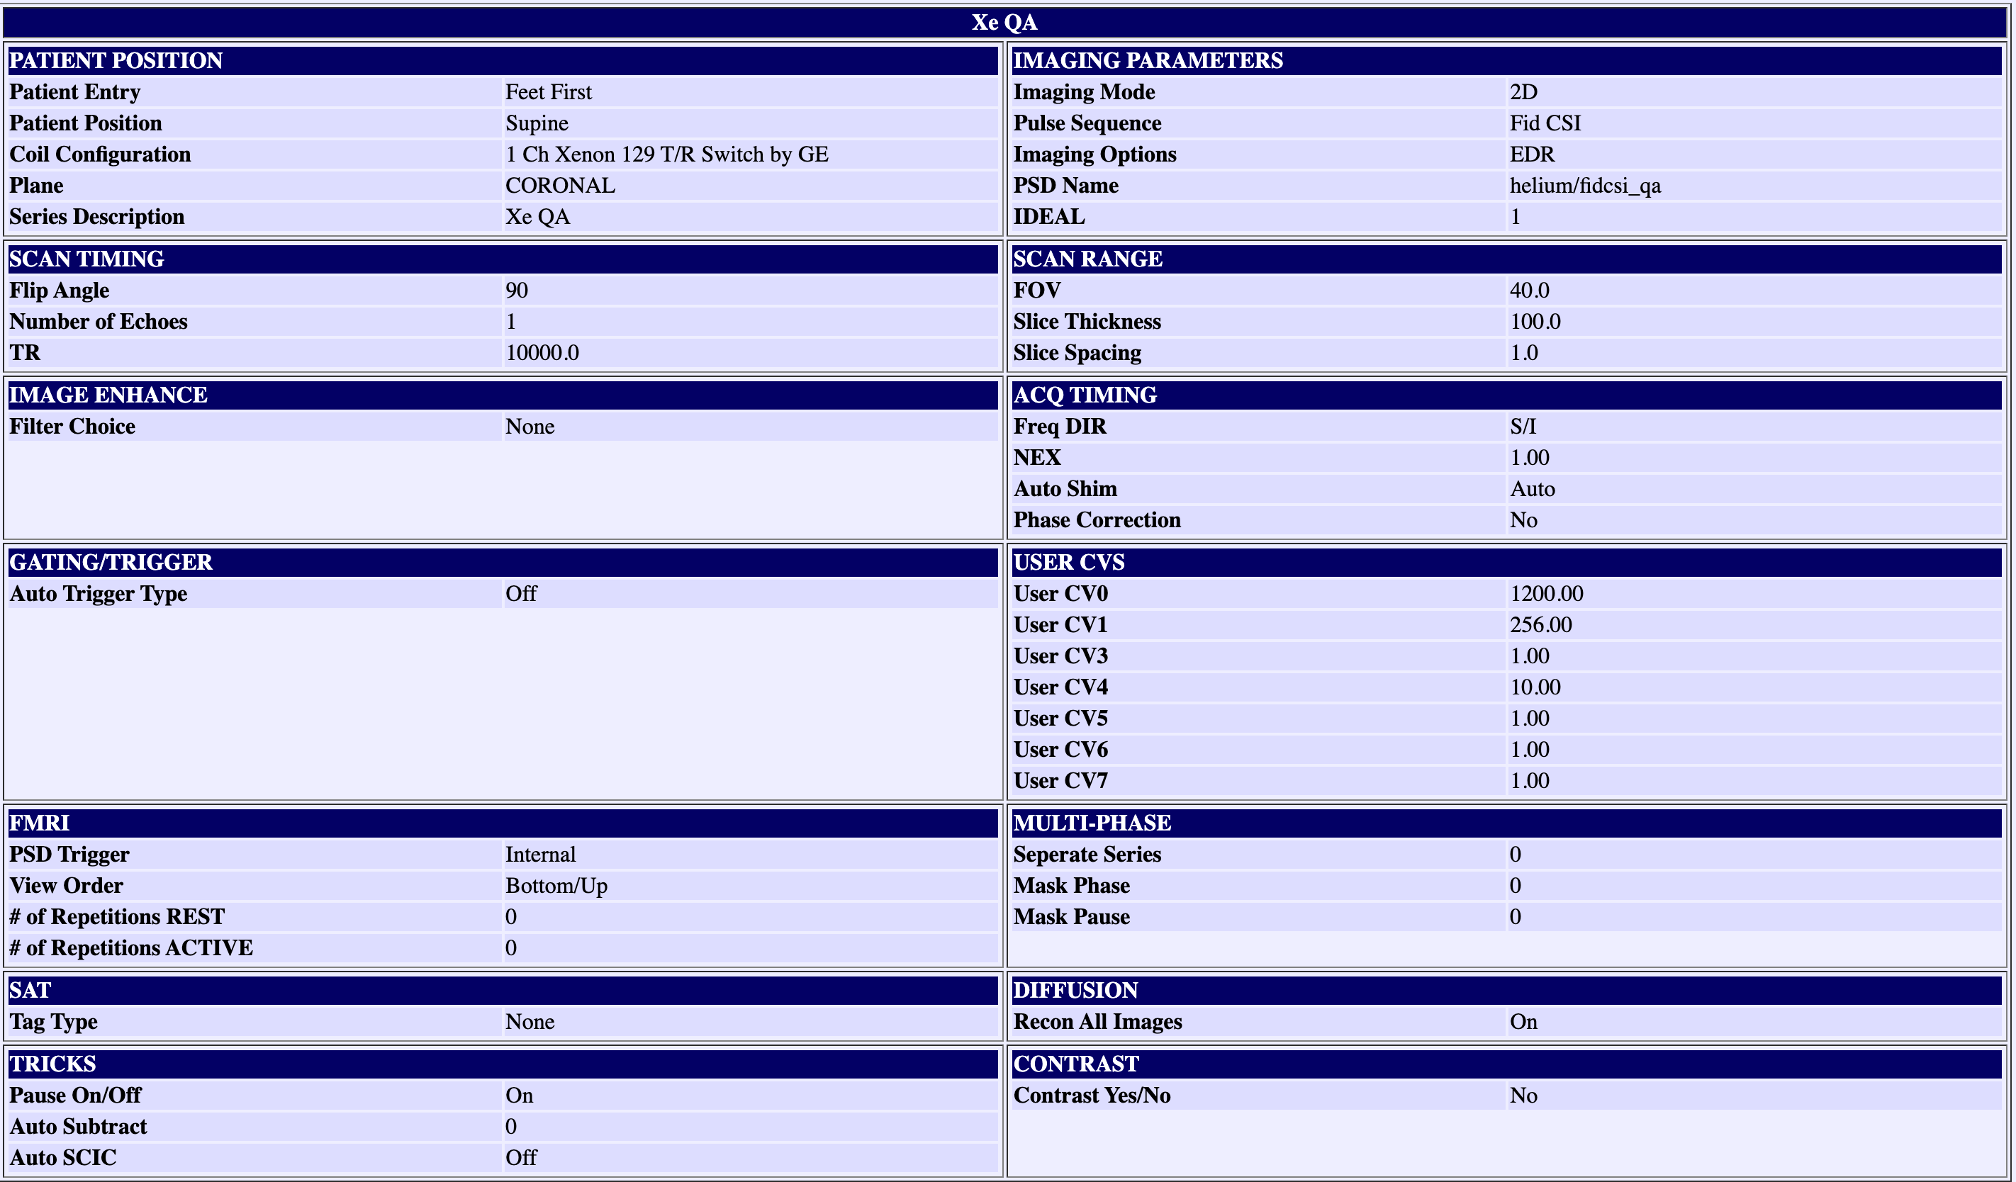 Xe QA
PATIENT POSITION
Patient Entry Feet First
Patient Position Supine
Coil Configuration 1 Ch Xenon 129 T/R Switch by GE
Plane CORONAL
Series Description Xe QA
IMAGING PARAMETERS
Imaging Mode 2D
Pulse Sequence Fid CSI
Imaging Options EDR
PSD Name helium/fidcsi_qa
IDEAL 1
SCAN TIMING
Flip Angle 90
Number of Echoes 1
TR 10000.0
SCAN RANGE
FOV 40.0
Slice Thickness 100.0
Slice Spacing 1.0
IMAGE ENHANCE
Filter Choice None
ACQ TIMING
Freq DIR S/I
NEX 1.00
Auto Shim Auto
Phase Correction No
GATING/TRIGGER
Auto Trigger Type Off
USER CVS
User CV0 1200.00
User CV1 256.00
User CV3 1.00
User CV4 10.00
User CV5 1.00
User CV6 1.00
User CV7 1.00
FMRI
PSD Trigger Internal
View Order Bottom/Up
# of Repetitions REST 0
# of Repetitions ACTIVE 0
MULTI-PHASE
Seperate Series 0
Mask Phase 0
Mask Pause 0
SAT
Tag Type None
DIFFUSION
Recon All Images On
TRICKS
Pause On/Off On
Auto Subtract 0
Auto SCIC Off
CONTRAST
Contrast Yes/No No